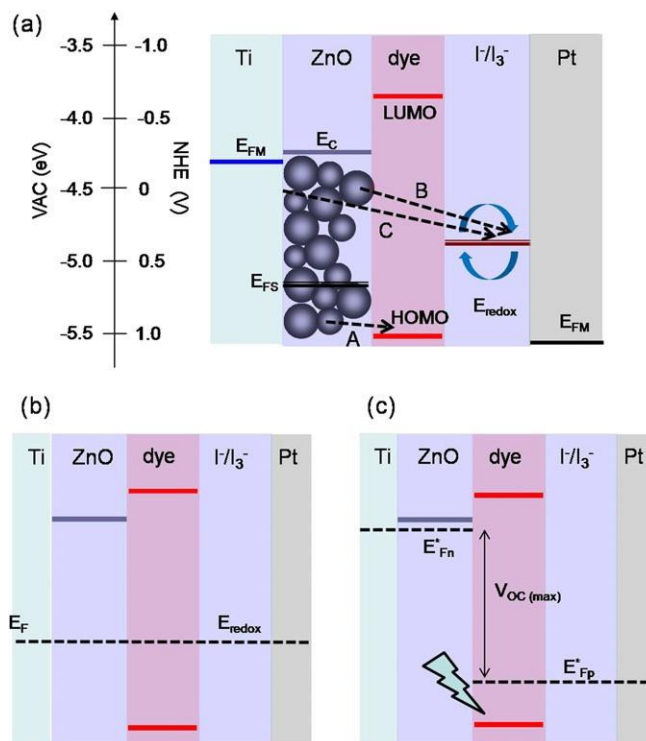 (a)
Ti ZnO dye I⁻/I₃⁻ Pt
VAC (eV)
-3.5
-4.0
-4.5
-5.0
-5.5
NHE (V)
-1.0
-0.5
0
0.5
1.0
LUMO
E_C
E_FM
B
C
E_FS
HOMO
E_redox
E_FM
A
(b)
Ti ZnO dye I⁻/I₃⁻ Pt
E_F
E_redox
(c)
Ti ZnO dye I⁻/I₃⁻ Pt
E*_Fn
V_OC (max)
E*_Fp